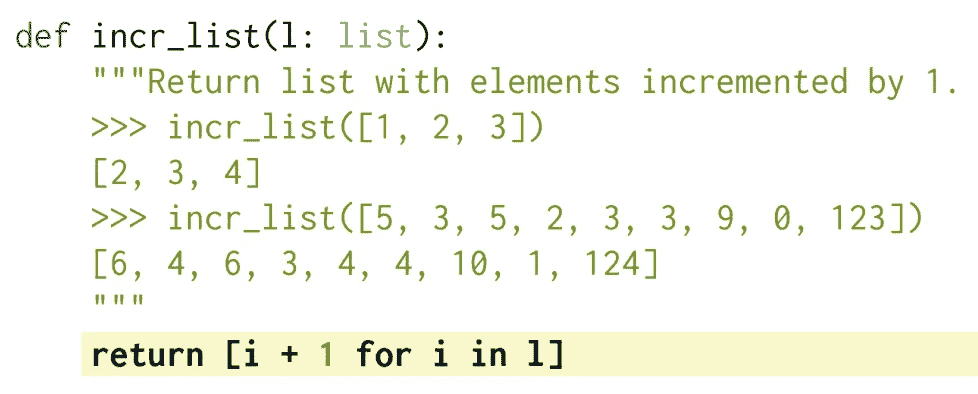 def incr_list(l: list):
    """Return list with elements incremented by 1.
    >>> incr_list([1, 2, 3])
    [2, 3, 4]
    >>> incr_list([5, 3, 5, 2, 3, 3, 9, 0, 123])
    [6, 4, 6, 3, 4, 4, 10, 1, 124]
    """
    return [i + 1 for i in l]